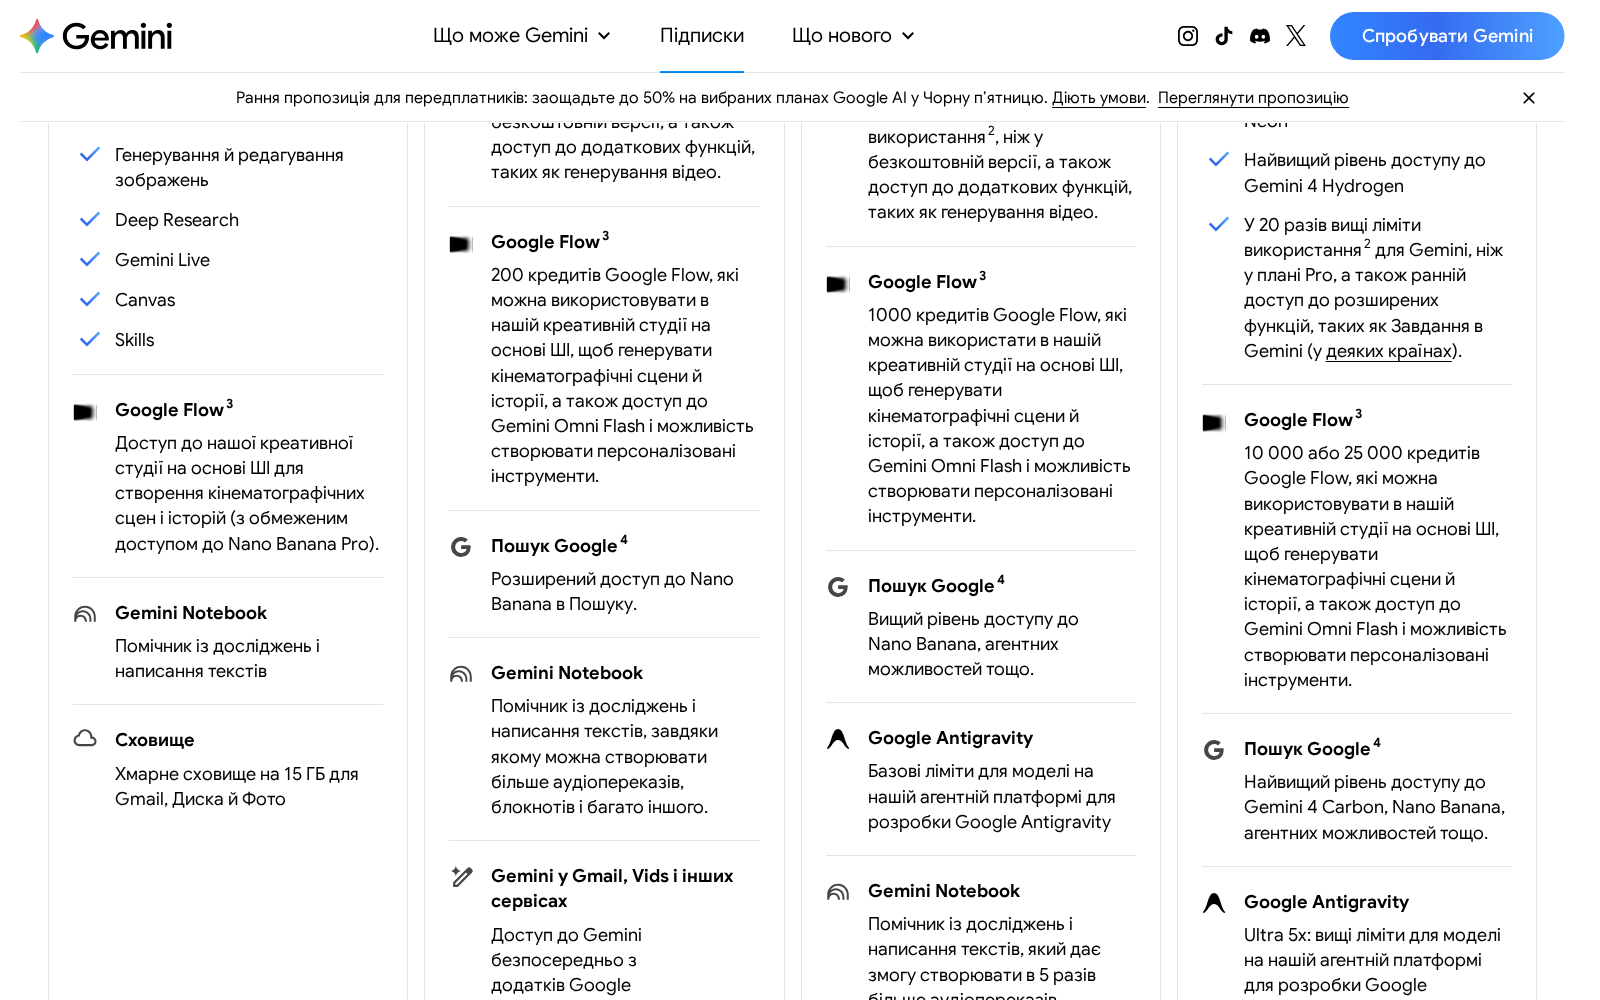 Gemini
Що може Gemini
Підписки
Що нового
Спробувати Gemini
Рання пропозиція для передплатників: заощадьте до 50% на вибраних планах Google AI у Чорну п’ятницю. Діють умови. Переглянути пропозицію
Генерування й редагування
зображень
Deep Research
Gemini Live
Canvas
Skills
Google Flow3
Доступ до нашої креативної
студії на основі ШІ для
створення кінематографічних
сцен і історій (з обмеженим
доступом до Nano Banana Pro).
Gemini Notebook
Помічник із досліджень і
написання текстів
Сховище
Хмарне сховище на 15 ГБ для
Gmail, Диска й Фото
безкоштовній версії, а також
доступ до додаткових функцій,
таких як генерування відео.
Google Flow3
200 кредитів Google Flow, які
можна використовувати в
нашій креативній студії на
основі ШІ, щоб генерувати
кінематографічні сцени й
історії, а також доступ до
Gemini Omni Flash і можливість
створювати персоналізовані
інструменти.
Пошук Google4
Розширений доступ до Nano
Banana в Пошуку.
Gemini Notebook
Помічник із досліджень і
написання текстів, завдяки
якому можна створювати
більше аудіопереказів,
блокнотів і багато іншого.
Gemini у Gmail, Vids і інших
сервісах
Доступ до Gemini
безпосередньо з
додатків Google
використання2, ніж у
безкоштовній версії, а також
доступ до додаткових функцій,
таких як генерування відео.
Google Flow3
1000 кредитів Google Flow, які
можна використати в нашій
креативній студії на основі ШІ,
щоб генерувати
кінематографічні сцени й
історії, а також доступ до
Gemini Omni Flash і можливість
створювати персоналізовані
інструменти.
Пошук Google4
Вищий рівень доступу до
Nano Banana, агентних
можливостей тощо.
Google Antigravity
Базові ліміти для моделі на
нашій агентній платформі для
розробки Google Antigravity
Gemini Notebook
Помічник із досліджень і
написання текстів, який дає
змогу створювати в 5 разів
більше аудіопереказів,
Neon
Найвищий рівень доступу до
Gemini 4 Hydrogen
У 20 разів вищі ліміти
використання2 для Gemini, ніж
у плані Pro, а також ранній
доступ до розширених
функцій, таких як Завдання в
Gemini (у деяких країнах).
Google Flow3
10 000 або 25 000 кредитів
Google Flow, які можна
використовувати в нашій
креативній студії на основі ШІ,
щоб генерувати
кінематографічні сцени й
історії, а також доступ до
Gemini Omni Flash і можливість
створювати персоналізовані
інструменти.
Пошук Google4
Найвищий рівень доступу до
Gemini 4 Carbon, Nano Banana,
агентних можливостей тощо.
Google Antigravity
Ultra 5x: вищі ліміти для моделі
на нашій агентній платформі
для розробки Google